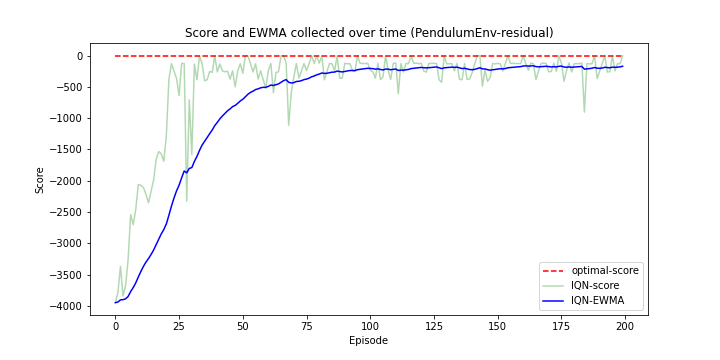 Score and EWMA collected over time (PendulumEnv-residual)
0
−500
−1000
−1500
−2000
−2500
−3000
−3500
−4000
Score
optimal-score
IQN-score
IQN-EWMA
0 25 50 75 100 125 150 175 200
Episode